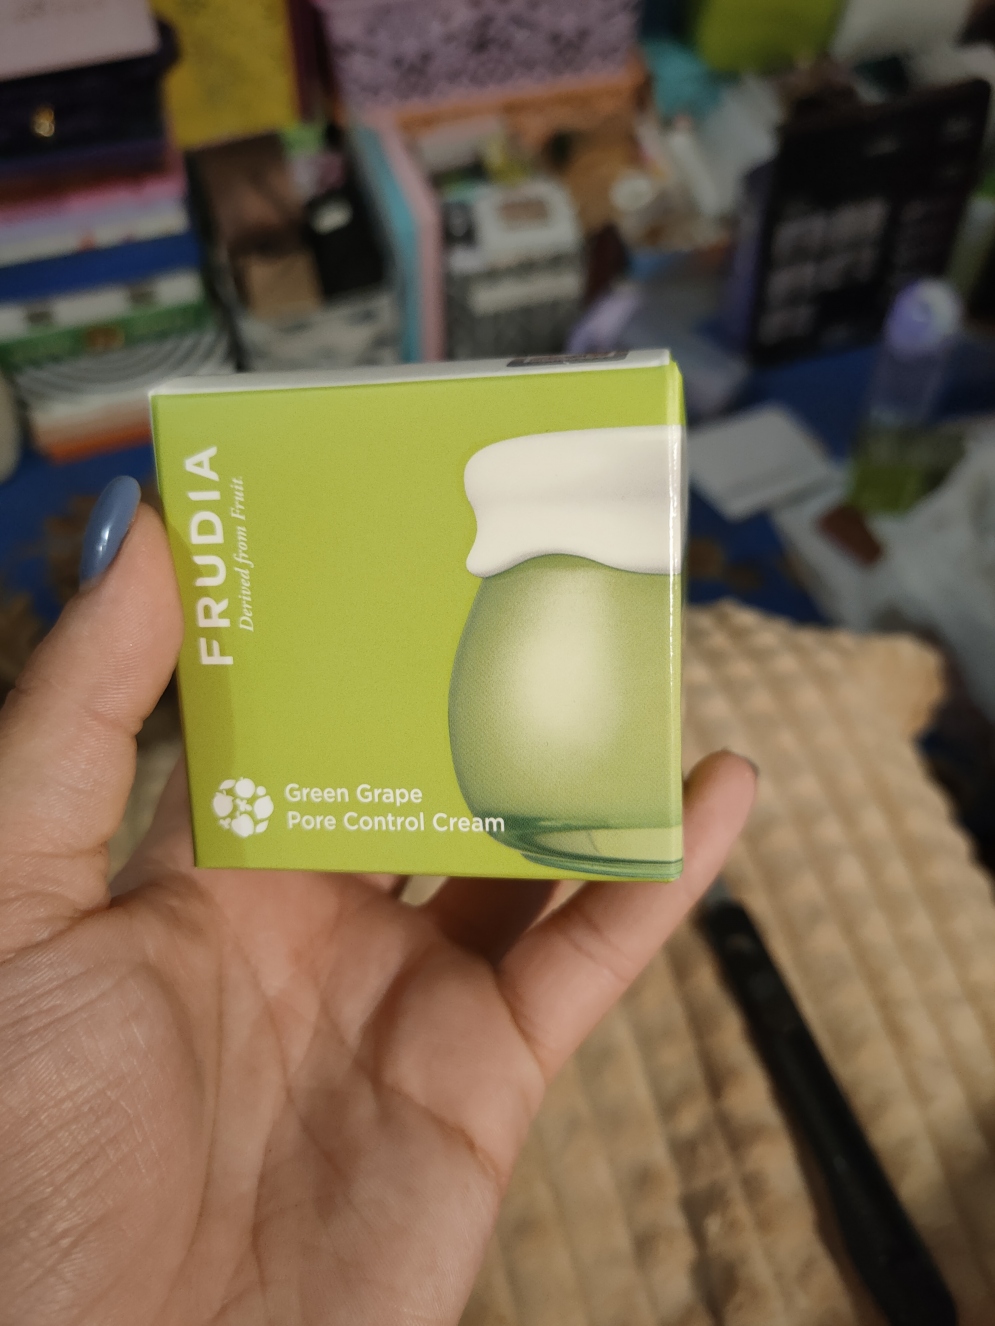 FRUDIA
Derived from Fruit
Green Grape
Pore Control Cream